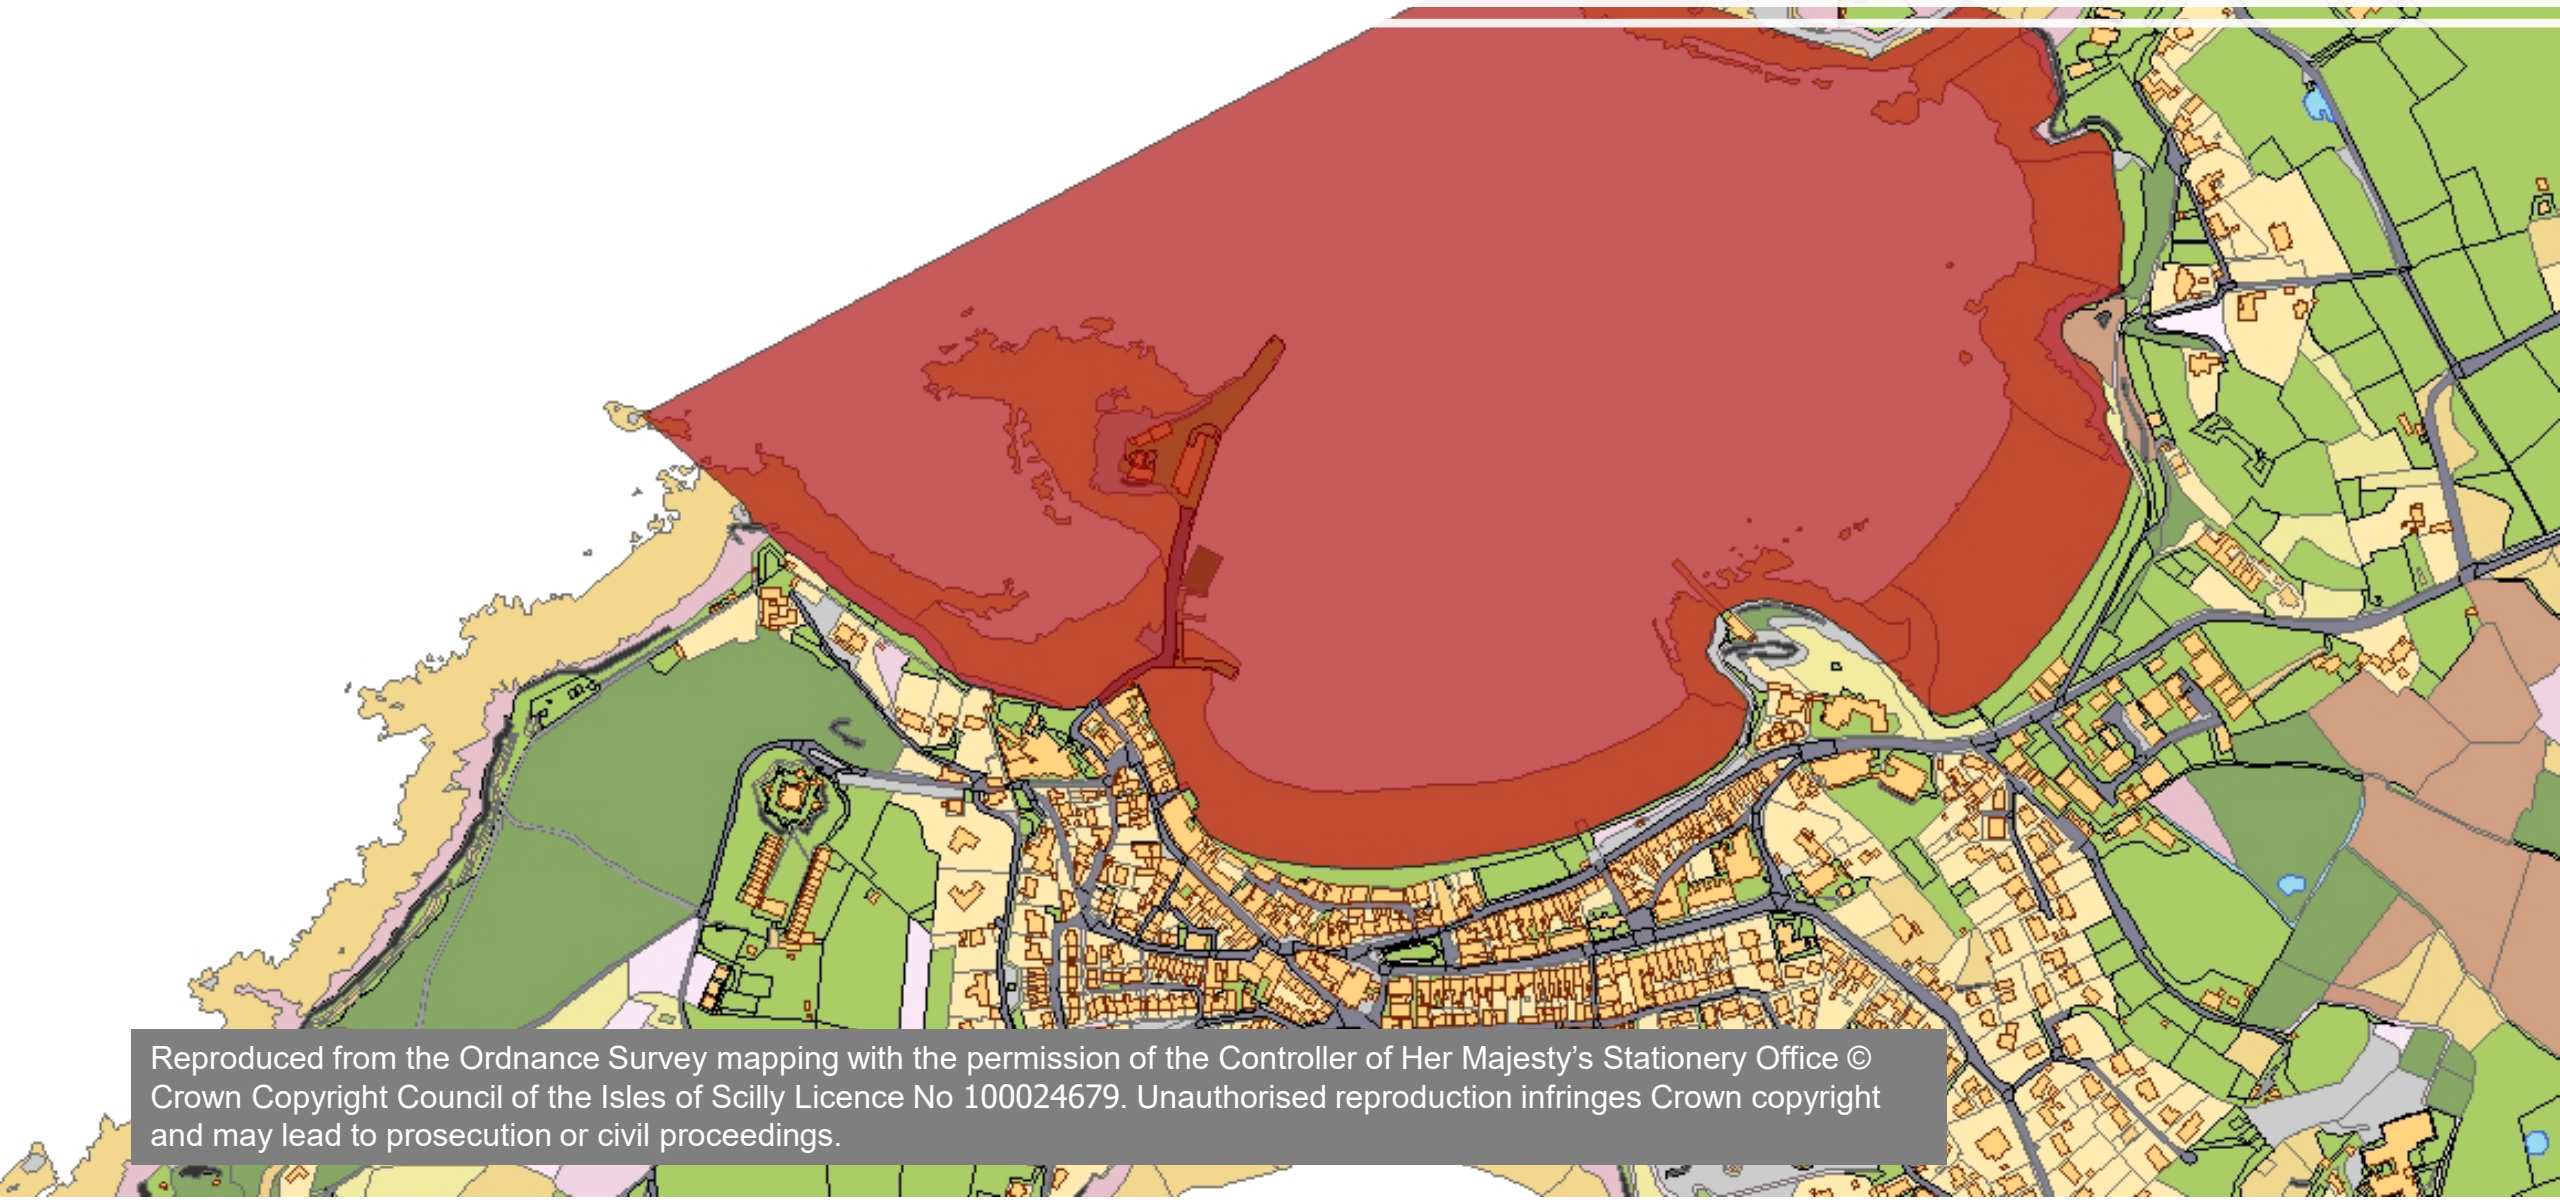 Reproduced from the Ordnance Survey mapping with the permission of the Controller of Her Majesty’s Stationery Office ©
Crown Copyright Council of the Isles of Scilly Licence No 100024679. Unauthorised reproduction infringes Crown copyright
and may lead to prosecution or civil proceedings.